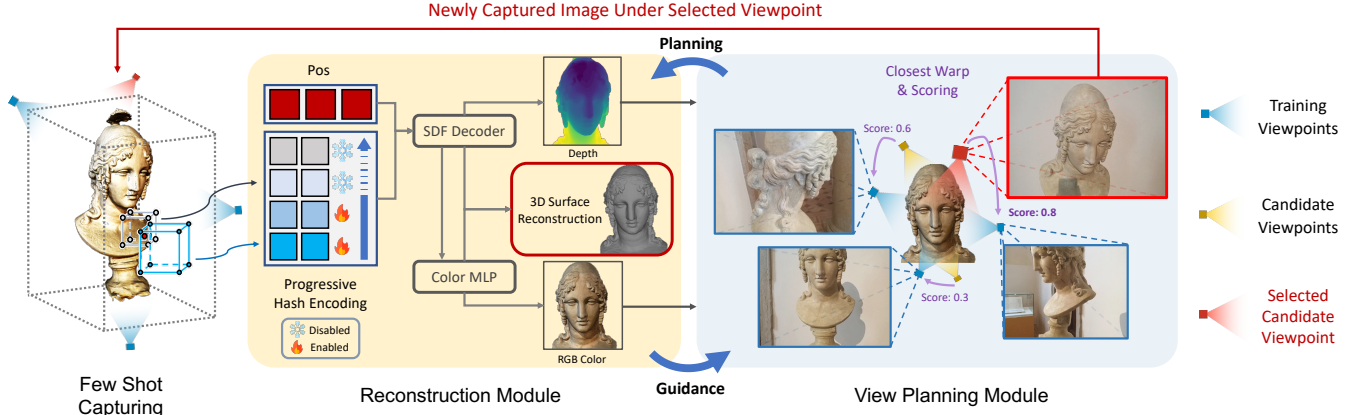 Newly Captured Image Under Selected Viewpoint
Planning
Pos
SDF Decoder
Depth
3D Surface
Reconstruction
Color MLP
RGB Color
Progressive
Hash Encoding
Disabled
Enabled
Closest Warp
& Scoring
Score: 0.6
Score: 0.8
Score: 0.3
Training
Viewpoints
Candidate
Viewpoints
Selected
Candidate
Viewpoint
Guidance
Few Shot
Capturing
Reconstruction Module
View Planning Module